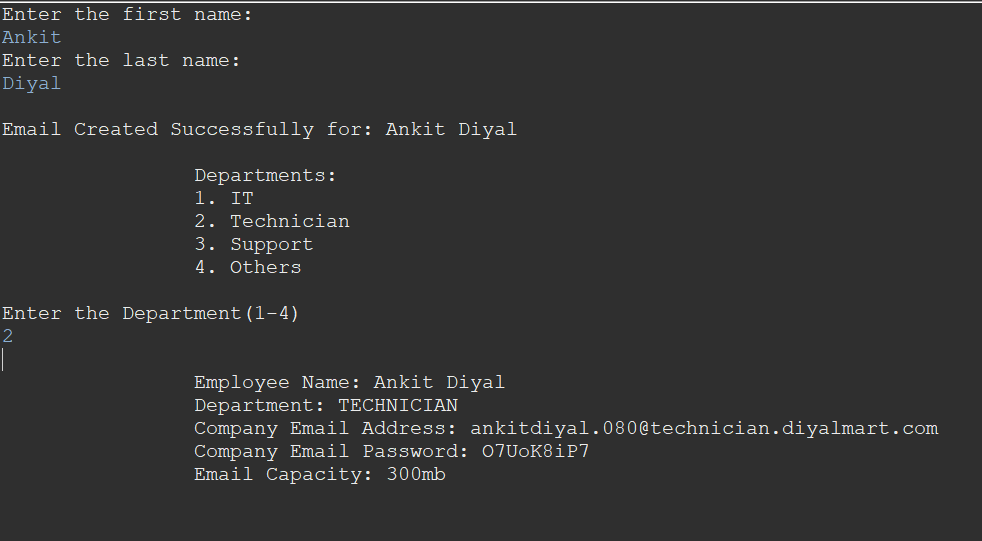 Enter the first name:
Ankit
Enter the last name:
Diyal
Email Created Successfully for: Ankit Diyal
Departments:
1. IT
2. Technician
3. Support
4. Others
Enter the Department(1-4)
2
Employee Name: Ankit Diyal
Department: TECHNICIAN
Company Email Address: ankitdiyal.080@technician.diyalmart.com
Company Email Password: O7UoK8iP7
Email Capacity: 300mb